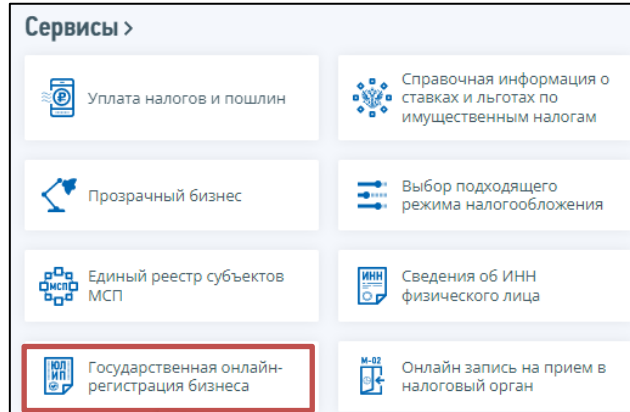 Сервисы >
Уплата налогов и пошлин
Справочная информация о
ставках и льготах по
имущественным налогам
Прозрачный бизнес
Выбор подходящего
режима налогообложения
МСП
Единый реестр субъектов
МСП
ИНН
Сведения об ИНН
физического лица
ЮЛ
ИП
Государственная онлайн-
регистрация бизнеса
М-02
Онлайн запись на прием в
налоговый орган